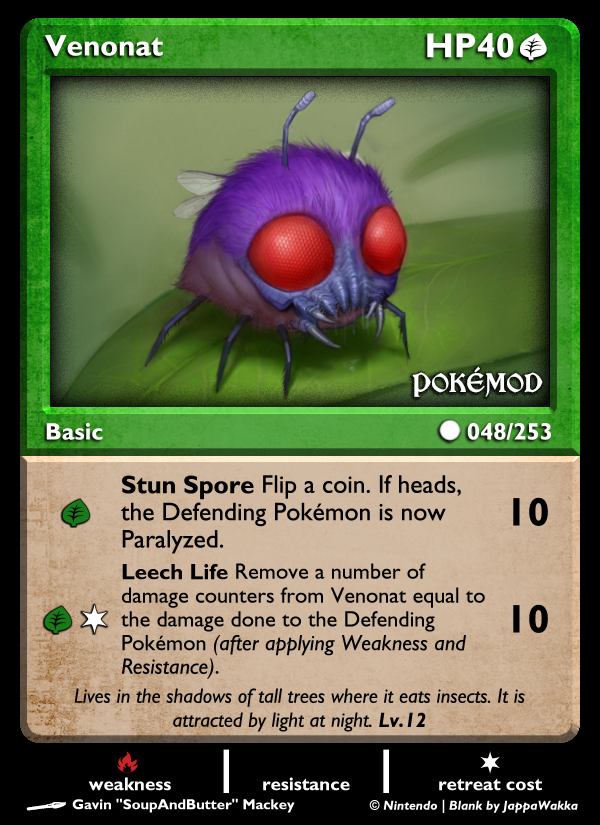 Venonat HP40
POKÉMOD
Basic 048/253
Stun Spore Flip a coin. If heads,
the Defending Pokémon is now
Paralyzed.
10
Leech Life Remove a number of
damage counters from Venonat equal to
the damage done to the Defending
Pokémon (after applying Weakness and
Resistance).
10
Lives in the shadows of tall trees where it eats insects. It is
attracted by light at night. Lv.12
weakness resistance retreat cost
Gavin "SoupAndButter" Mackey © Nintendo | Blank by JappaWakka